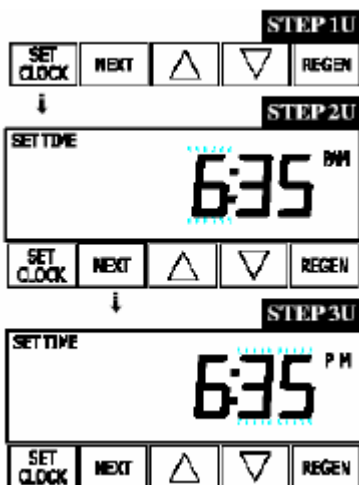 STEP 1U
SET CLOCK NEXT REGEN
STEP 2U
SET TIME
6:35
SET CLOCK NEXT REGEN
STEP 3U
SET TIME
6:35 PM
SET CLOCK NEXT REGEN